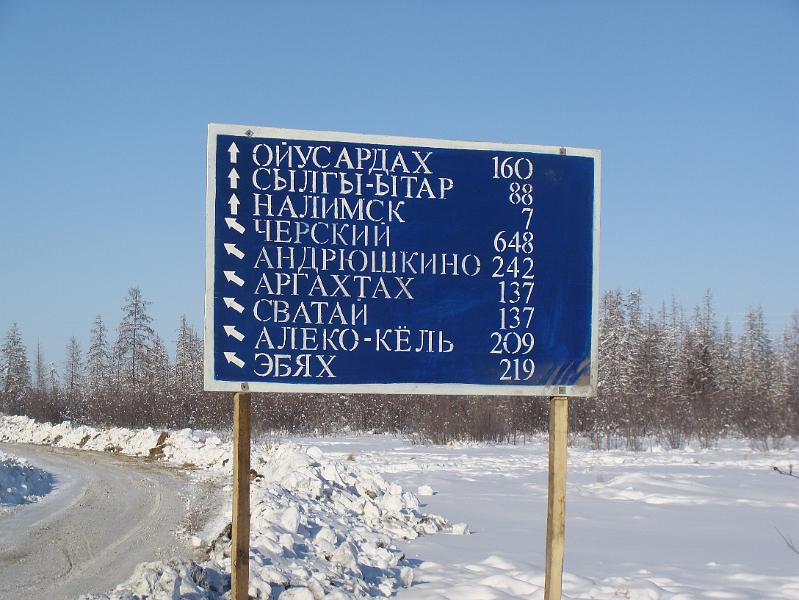 ОЙУСАРДАХ 160
СЫЛГЫ-ЫТАР 88
НАЛИМСК 7
ЧЕРСКИЙ 648
АНДРЮШКИНО 242
АРГАХТАХ 137
СВАТАЙ 137
АЛЕКО-КЁЛЬ 209
ЭБЯХ 219